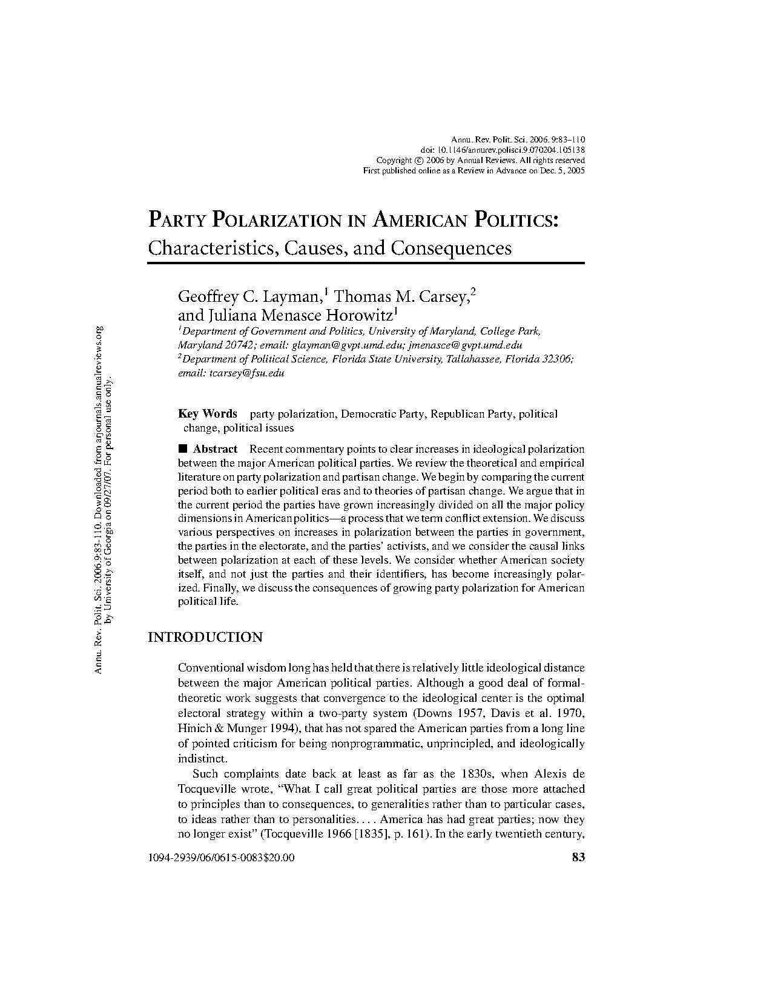 Annu. Rev. Polit. Sci. 2006. 9:83–110
doi: 10.1146/annurev.polisci.9.070204.105138
Copyright © 2006 by Annual Reviews. All rights reserved
First published online as a Review in Advance on Dec. 5, 2005
PARTY POLARIZATION IN AMERICAN POLITICS:
Characteristics, Causes, and Consequences
Geoffrey C. Layman,1 Thomas M. Carsey,2
and Juliana Menasce Horowitz1
1Department of Government and Politics, University of Maryland, College Park,
Maryland 20742; email: glayman@gvpt.umd.edu; jmenasce@gvpt.umd.edu
2Department of Political Science, Florida State University, Tallahassee, Florida 32306;
email: tcarsey@fsu.edu
Key Words party polarization, Democratic Party, Republican Party, political
change, political issues
■ Abstract Recent commentary points to clear increases in ideological polarization
between the major American political parties. We review the theoretical and empirical
literature on party polarization and partisan change. We begin by comparing the current
period both to earlier political eras and to theories of partisan change. We argue that in
the current period the parties have grown increasingly divided on all the major policy
dimensions in American politics—a process that we term conflict extension. We discuss
various perspectives on increases in polarization between the parties in government,
the parties in the electorate, and the parties' activists, and we consider the causal links
between polarization at each of these levels. We consider whether American society
itself, and not just the parties and their identifiers, has become increasingly polar-
ized. Finally, we discuss the consequences of growing party polarization for American
political life.
INTRODUCTION
Conventional wisdom long has held that there is relatively little ideological distance
between the major American political parties. Although a good deal of formal-
theoretic work suggests that convergence to the ideological center is the optimal
electoral strategy within a two-party system (Downs 1957, Davis et al. 1970,
Hinich & Munger 1994), that has not spared the American parties from a long line
of pointed criticism for being nonprogrammatic, unprincipled, and ideologically
indistinct.
Such complaints date back at least as far as the 1830s, when Alexis de
Tocqueville wrote, “What I call great political parties are those more attached
to principles than to consequences, to generalities rather than to particular cases,
to ideas rather than to personalities. . . . America has had great parties; now they
no longer exist” (Tocqueville 1966 [1835], p. 161). In the early twentieth century,
1094-2939/06/0615-0083$20.00 83
Annu. Rev. Polit. Sci. 2006.9:83-110. Downloaded from arjournals.annualreviews.org
by University of Georgia on 09/27/07. For personal use only.